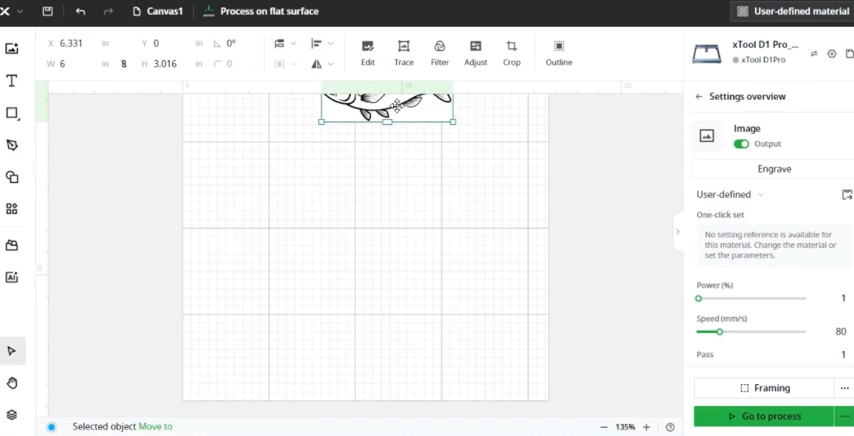 Canvas1
Process on flat surface
User-defined material
X 6.331 in Y 0 in 0°
W 6 in H 3.016 in 0
Edit Trace Filter Adjust Crop Outline
xTool D1 Pro_...
xTool D1Pro
0 10 20
Settings overview
Image
Output
Engrave
User-defined
One-click set
No setting reference is available for
this material. Change the material or
set the parameters.
Power (%)
1
Speed (mm/s)
80
Pass 1
Framing
Go to process
Selected object Move to
135%